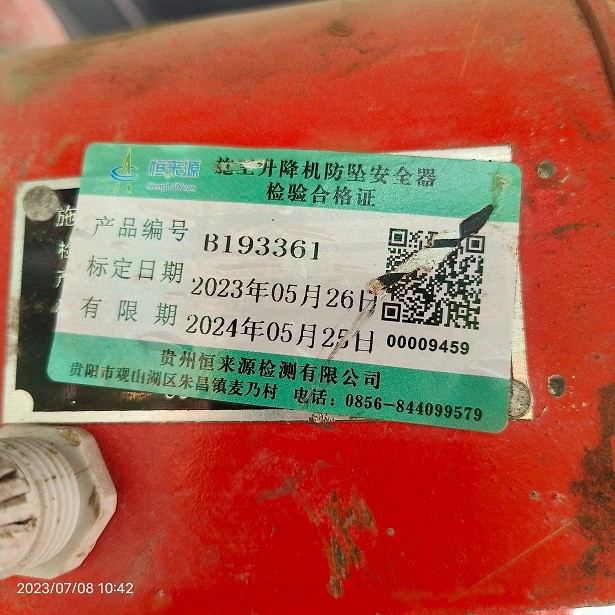 恒来源 施工升降机防坠安全器
HengLaiYuan 检验合格证
产品编号 B193361
标定日期 2023年05月26日
有限期 2024年05月25日
00009459
贵州恒来源检测有限公司
贵阳市观山湖区朱昌镇麦乃村 电话：0856-844099579
施
2023/07/08 10:42